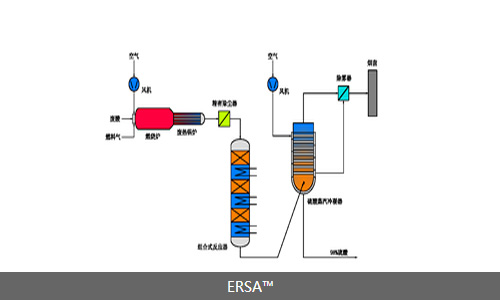 空气
空气
烟囱
除雾器
风机
风机
精密除尘器
废酸
燃料气
燃烧炉
废热锅炉
硫酸蒸汽冷凝器
组合式反应器
98%硫酸
ERSA™